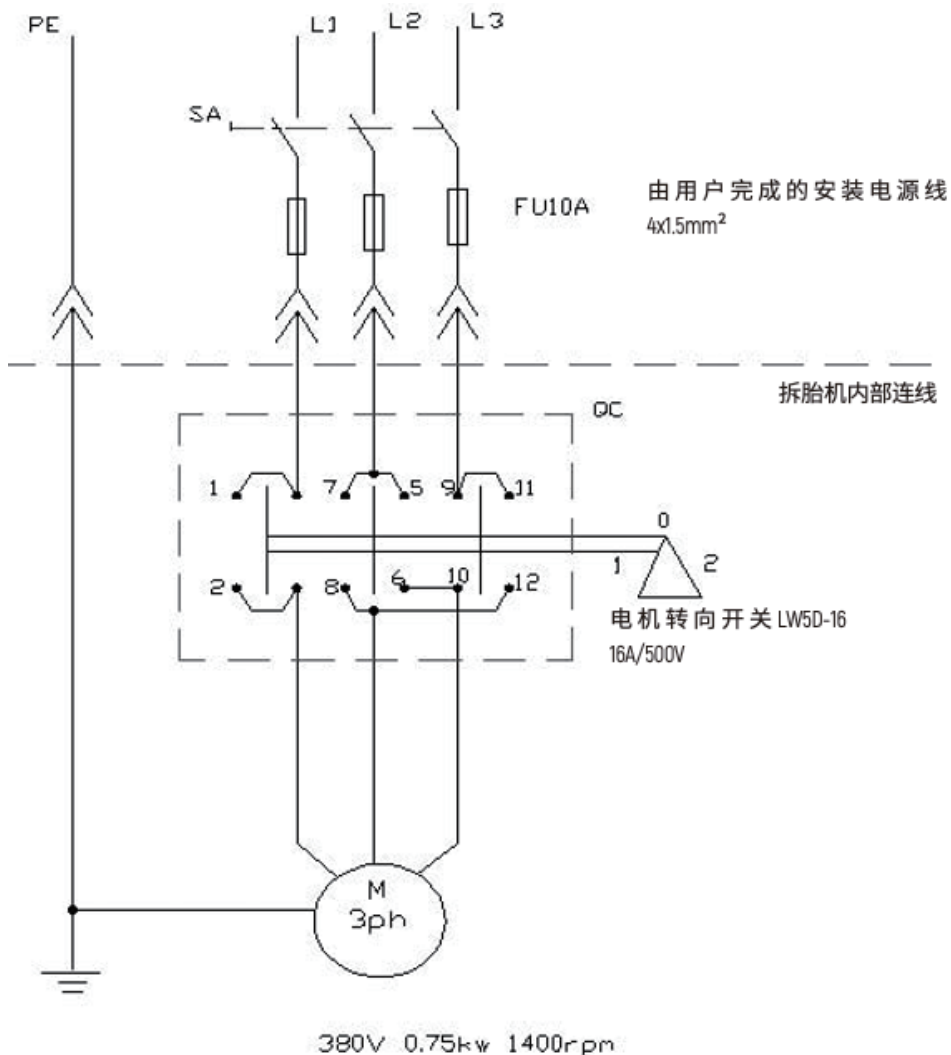 PE
L1
L2
L3
SA
FU10A
由用户完成的安装电源线
4x1.5mm²
拆胎机内部连线
QC
1
7
5
9
11
0
1
2
2
8
6
10
12
电机转向开关 LW5D-16
16A/500V
M
3ph
380V 0.75kw 1400rpm